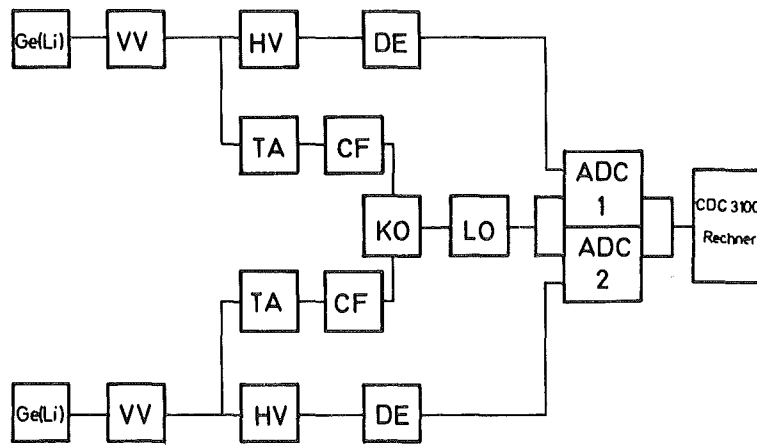 Ge(Li) VV HV DE
TA CF
ADC
1
CDC 3100
Rechner
KO LO
ADC
2
TA CF
Ge(Li) VV HV DE